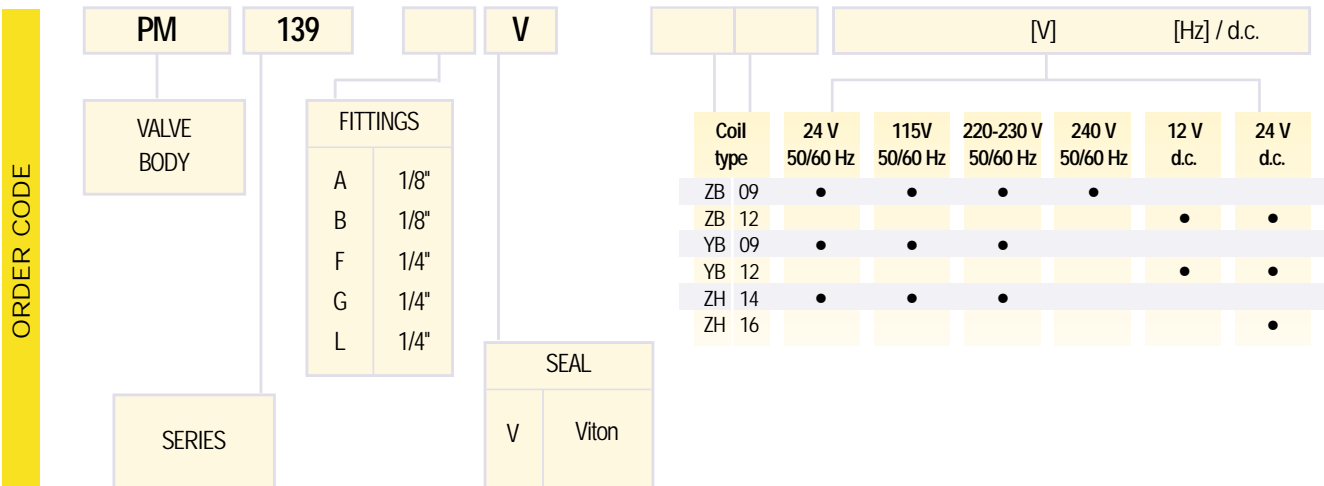 ORDER CODE
PM 139 V [V] [Hz] / d.c.
VALVE
BODY
FITTINGS
A 1/8"
B 1/8"
F 1/4"
G 1/4"
L 1/4"
SERIES
SEAL
V Viton
Coil type 24 V 50/60 Hz 115V 50/60 Hz 220-230 V 50/60 Hz 240 V 50/60 Hz 12 V d.c. 24 V d.c.
ZB 09 ● ● ● ●
ZB 12 ● ●
YB 09 ● ● ●
YB 12 ● ●
ZH 14 ● ● ●
ZH 16 ●